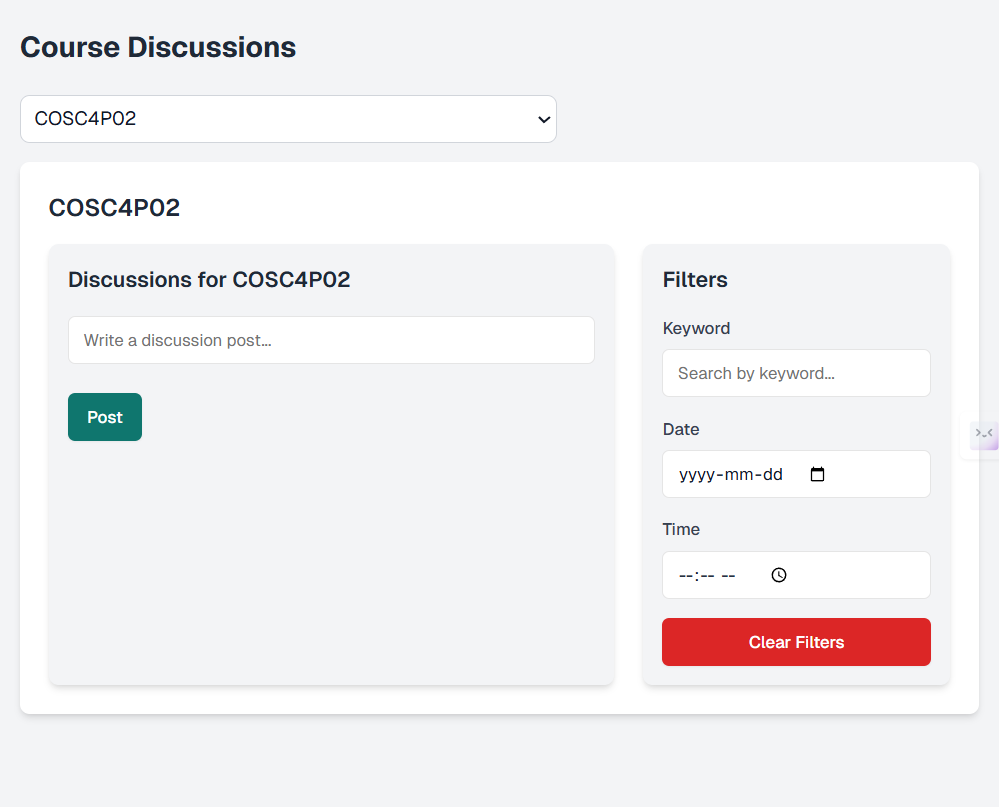 Course Discussions
COSC4P02
COSC4P02
Discussions for COSC4P02
Write a discussion post...
Post
Filters
Keyword
Search by keyword...
Date
yyyy-mm-dd
Time
--:-- --
Clear Filters